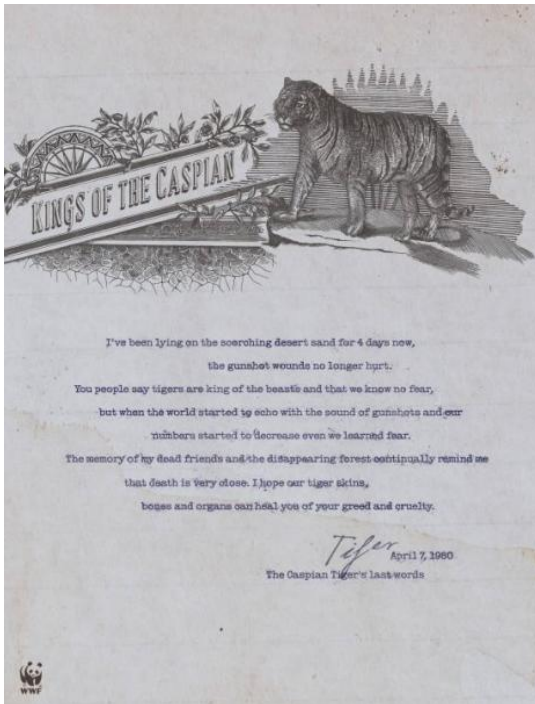 KINGS OF THE CASPIAN
I've been lying on the scorching desert sand for 4 days now,
the gunshot wounds no longer hurt.
You people say tigers are king of the beasts and that we know no fear,
but when the world started to echo with the sound of gunshots and our
numbers started to decrease even we learned fear.
The memory of my dead friends and the disappearing forest continually remind me
that death is very close. I hope our tiger skins,
bones and organs can heal you of your greed and cruelty.
Tiger
April 7, 1980
The Caspian Tiger's last words
WWF